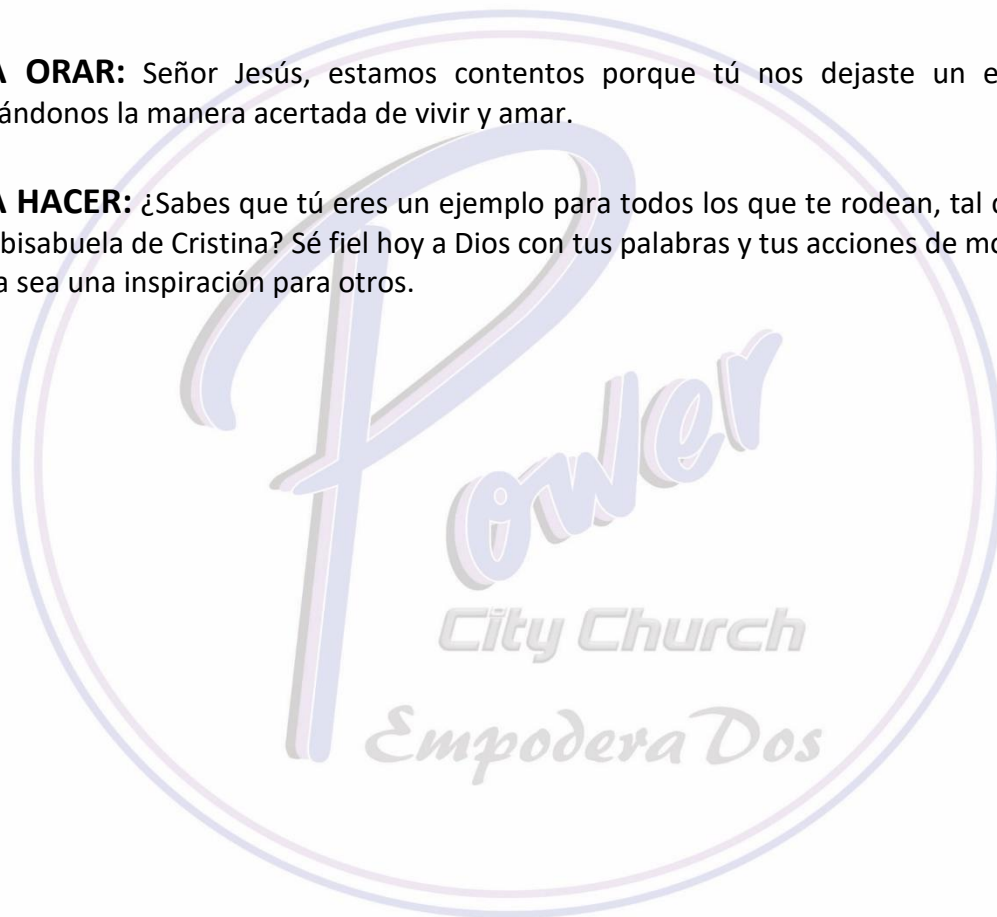 A ORAR: Señor Jesús, estamos contentos porque tú nos dejaste un e
ándonos la manera acertada de vivir y amar.
A HACER: ¿Sabes que tú eres un ejemplo para todos los que te rodean, tal
bisabuela de Cristina? Sé fiel hoy a Dios con tus palabras y tus acciones de mo
a sea una inspiración para otros.
Power
City Church
EmpoderaDos